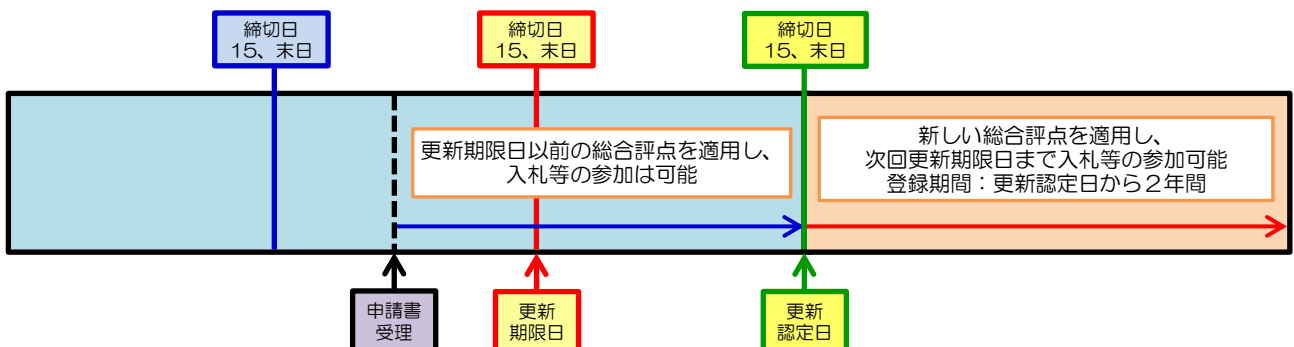 締切日
15、末日
締切日
15、末日
締切日
15、末日
更新期限日以前の総合評点を適用し、
入札等の参加は可能
新しい総合評点を適用し、
次回更新期限日まで入札等の参加可能
登録期間：更新認定日から２年間
申請書
受理
更新
期限日
更新
認定日